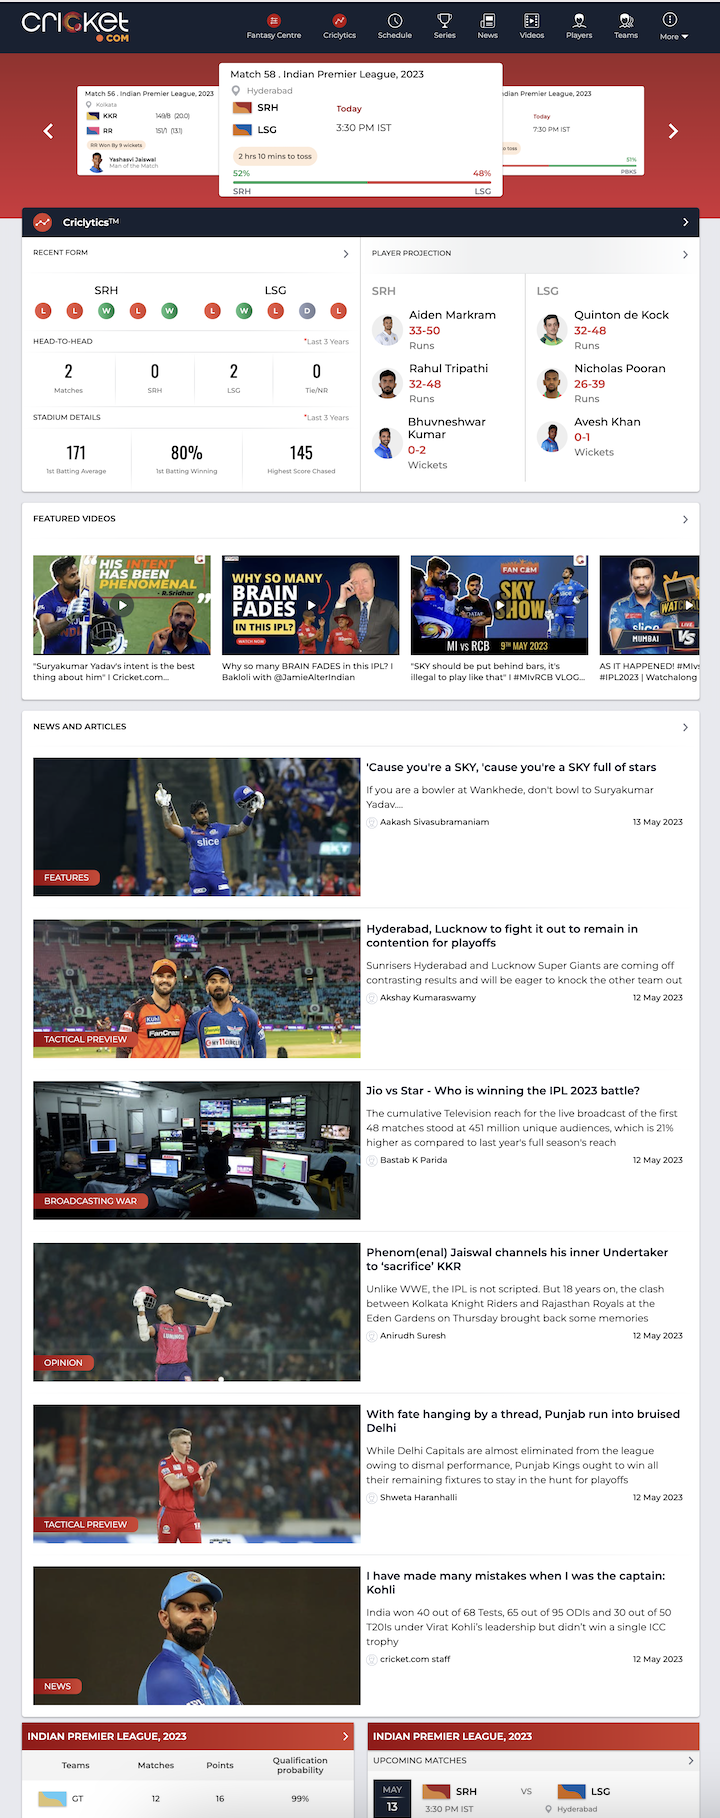 cricket
.COM
Fantasy Centre
Criclytics
Schedule
Series
News
Videos
Players
Teams
More
Match 56 . Indian Premier League, 2023
Kolkata
KKR 149/8 (20.0)
RR 151/1 (13.1)
RR Won By 9 wickets
Yashasvi Jaiswal
Man of the Match
Match 58 . Indian Premier League, 2023
Hyderabad
SRH
LSG
Today
3:30 PM IST
2 hrs 10 mins to toss
52% 48%
SRH LSG
dian Premier League, 2023
Today
7:30 PM IST
to toss
51%
PBKS
Criclytics™
RECENT FORM
SRH LSG
L L W L W L W L D L
HEAD-TO-HEAD *Last 3 Years
2 0 2 0
Matches SRH LSG Tie/NR
STADIUM DETAILS *Last 3 Years
171 80% 145
1st Batting Average 1st Batting Winning Highest Score Chased
PLAYER PROJECTION
SRH
Aiden Markram
33-50
Runs
Rahul Tripathi
32-48
Runs
Bhuvneshwar
Kumar
0-2
Wickets
LSG
Quinton de Kock
32-48
Runs
Nicholas Pooran
26-39
Runs
Avesh Khan
0-1
Wickets
FEATURED VIDEOS
"HIS INTENT
HAS BEEN
PHENOMENAL
- R.Sridhar"
"Suryakumar Yadav's intent is the best
thing about him" I Cricket.com...
WHY SO MANY
BRAIN
FADES
IN THIS IPL?
WATCH NOW
Why so many BRAIN FADES in this IPL? I
Bakloli with @JamieAlterIndian
FAN CAM
SKY
SHOW
MI vs RCB 9TH MAY 2023
"SKY should be put behind bars, it's
illegal to play like that" I #MIvRCB VLOG...
WATCHAL
LIVE
slice
MUMBAI VS
AS IT HAPPENED! #MIvs
#IPL2023 | Watchalong
NEWS AND ARTICLES
slice
SKY
FEATURES
'Cause you're a SKY, 'cause you're a SKY full of stars
If you are a bowler at Wankhede, don't bowl to Suryakumar
Yadav....
Aakash Sivasubramaniam 13 May 2023
Kuhl
FanCraze
MY11CIRCLE
TACTICAL PREVIEW
Hyderabad, Lucknow to fight it out to remain in
contention for playoffs
Sunrisers Hyderabad and Lucknow Super Giants are coming off
contrasting results and will be eager to knock the other team out
Akshay Kumaraswamy 12 May 2023
BROADCASTING WAR
Jio vs Star - Who is winning the IPL 2023 battle?
The cumulative Television reach for the live broadcast of the first
48 matches stood at 451 million unique audiences, which is 21%
higher as compared to last year's full season's reach
Bastab K Parida 12 May 2023
OPINION
Phenom(enal) Jaiswal channels his inner Undertaker
to ‘sacrifice’ KKR
Unlike WWE, the IPL is not scripted. But 18 years on, the clash
between Kolkata Knight Riders and Rajasthan Royals at the
Eden Gardens on Thursday brought back some memories
Anirudh Suresh 12 May 2023
TACTICAL PREVIEW
With fate hanging by a thread, Punjab run into bruised
Delhi
While Delhi Capitals are almost eliminated from the league
owing to dismal performance, Punjab Kings ought to win all
their remaining fixtures to stay in the hunt for playoffs
Shweta Haranhalli 12 May 2023
NEWS
I have made many mistakes when I was the captain:
Kohli
India won 40 out of 68 Tests, 65 out of 95 ODIs and 30 out of 50
T20Is under Virat Kohli’s leadership but didn’t win a single ICC
trophy
cricket.com staff 12 May 2023
INDIAN PREMIER LEAGUE, 2023
Teams Matches Points Qualification
probability
GT 12 16 99%
INDIAN PREMIER LEAGUE, 2023
UPCOMING MATCHES
MAY
13
SRH VS LSG
3:30 PM IST Hyderabad